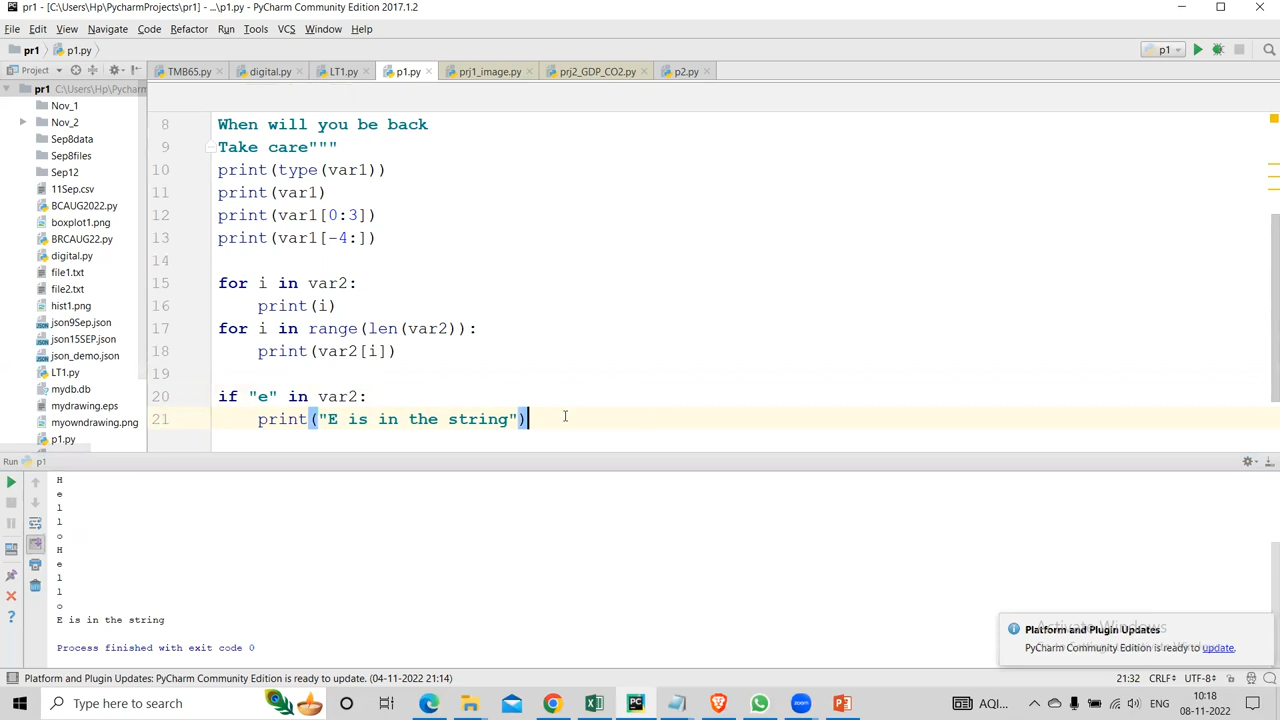 pr1 - [C:\Users\Hp\PycharmProjects\pr1] - ...\p1.py - PyCharm Community Edition 2017.1.2
File Edit View Navigate Code Refactor Run Tools VCS Window Help
pr1 p1.py p1
Project TMB65.py digital.py LT1.py p1.py prj1_image.py prj2_GDP_CO2.py p2.py
pr1 C:\Users\Hp\Pycharm
Nov_1
Nov_2
Sep8data
Sep8files
Sep12
11Sep.csv
BCAUG2022.py
boxplot1.png
BRCAUG22.py
digital.py
file1.txt
file2.txt
hist1.png
json9Sep.json
json15SEP.json
json_demo.json
LT1.py
mydb.db
mydrawing.eps
myowndrawing.png
p1.py
8 When will you be back
9 Take care"""
10 print(type(var1))
11 print(var1)
12 print(var1[0:3])
13 print(var1[-4:])
14
15 for i in var2:
16 print(i)
17 for i in range(len(var2)):
18 print(var2[i])
19
20 if "e" in var2:
21 print("E is in the string")
Run p1
H
e
l
l
o
H
e
l
l
o
E is in the string
Process finished with exit code 0
Activate Windows
Platform and Plugin Updates
PyCharm Community Edition is ready to update.
Platform and Plugin Updates: PyCharm Community Edition is ready to update. (04-11-2022 21:14) 21:32 CRLF÷ UTF-8÷
Type here to search AQI... ENG 10:18
08-11-2022